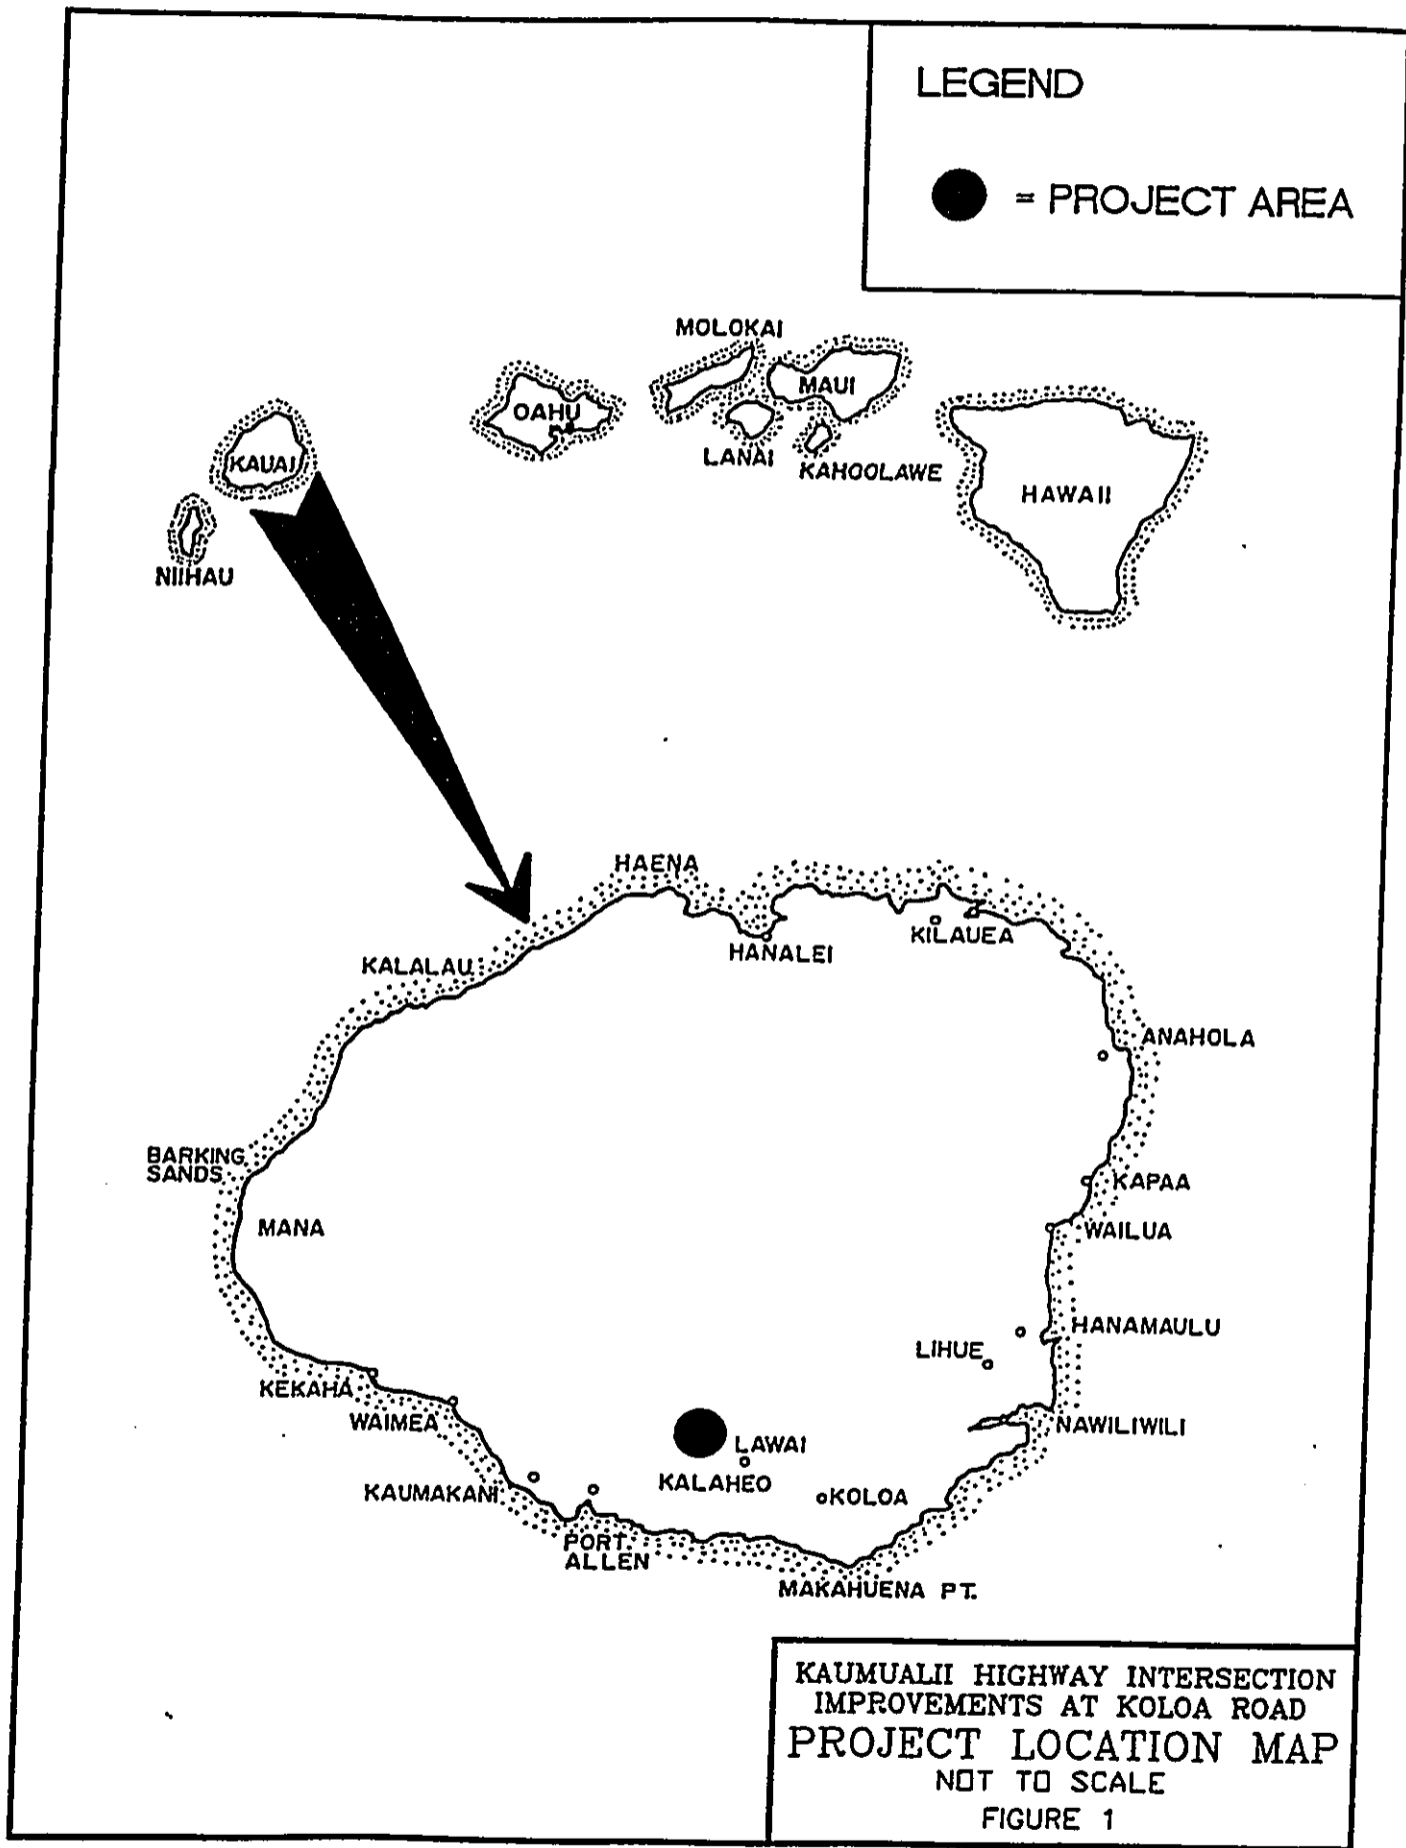 LEGEND
= PROJECT AREA
MOLOKAI
MAUI
OAHU
LANAI
KAHOOLAWE
KAUAI
HAWAII
NIIHAU
HAENA
HANALEI
KILAUEA
KALALAU
ANAHOLA
BARKING
SANDS
KAPAA
MANA
WAILUA
HANAMAULU
LIHUE
KEKAHA
WAIMEA
NAWILIWILI
LAWAI
KALAHEO
KAUMAKANI
KOLOA
PORT
ALLEN
MAKAHUENA PT.
KAUMUALII HIGHWAY INTERSECTION
IMPROVEMENTS AT KOLOA ROAD
PROJECT LOCATION MAP
NOT TO SCALE
FIGURE 1